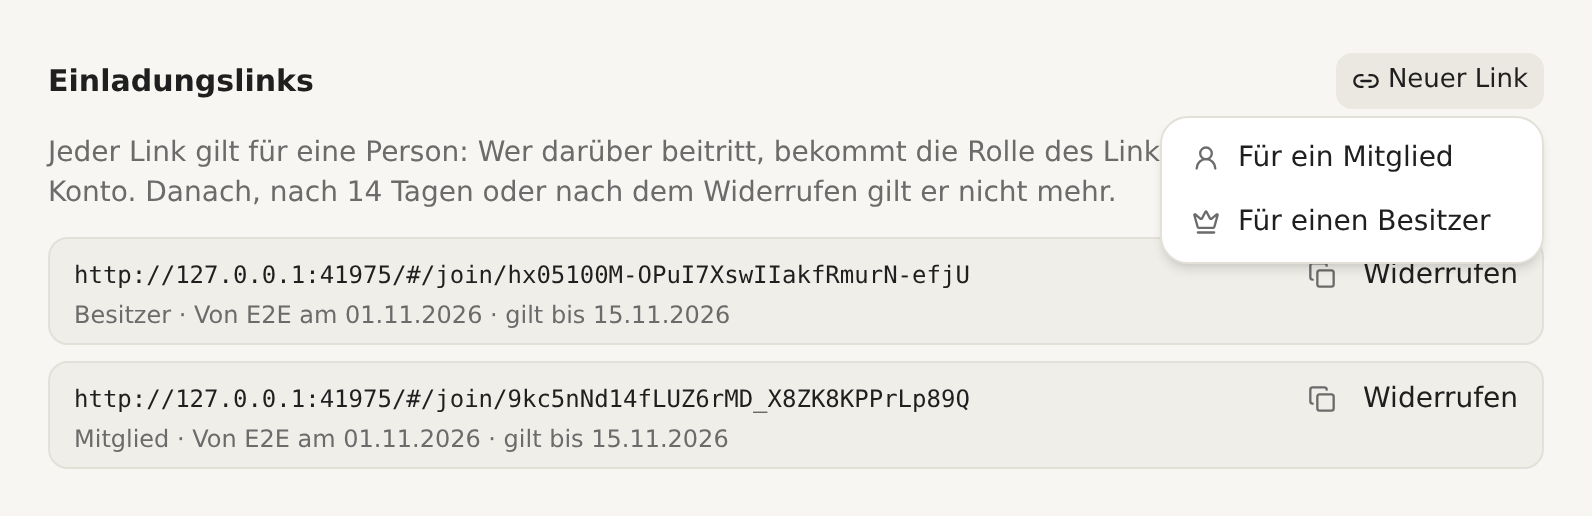 Einladungslinks
Neuer Link
Jeder Link gilt für eine Person: Wer darüber beitritt, bekommt die Rolle des Link
Konto. Danach, nach 14 Tagen oder nach dem Widerrufen gilt er nicht mehr.
Für ein Mitglied
Für einen Besitzer
http://127.0.0.1:41975/#/join/hx05100M-OPuI7XswIIakfRmurN-efjU
Widerrufen
Besitzer · Von E2E am 01.11.2026 · gilt bis 15.11.2026
http://127.0.0.1:41975/#/join/9kc5nNd14fLUZ6rMD_X8ZK8KPPrLp89Q
Widerrufen
Mitglied · Von E2E am 01.11.2026 · gilt bis 15.11.2026